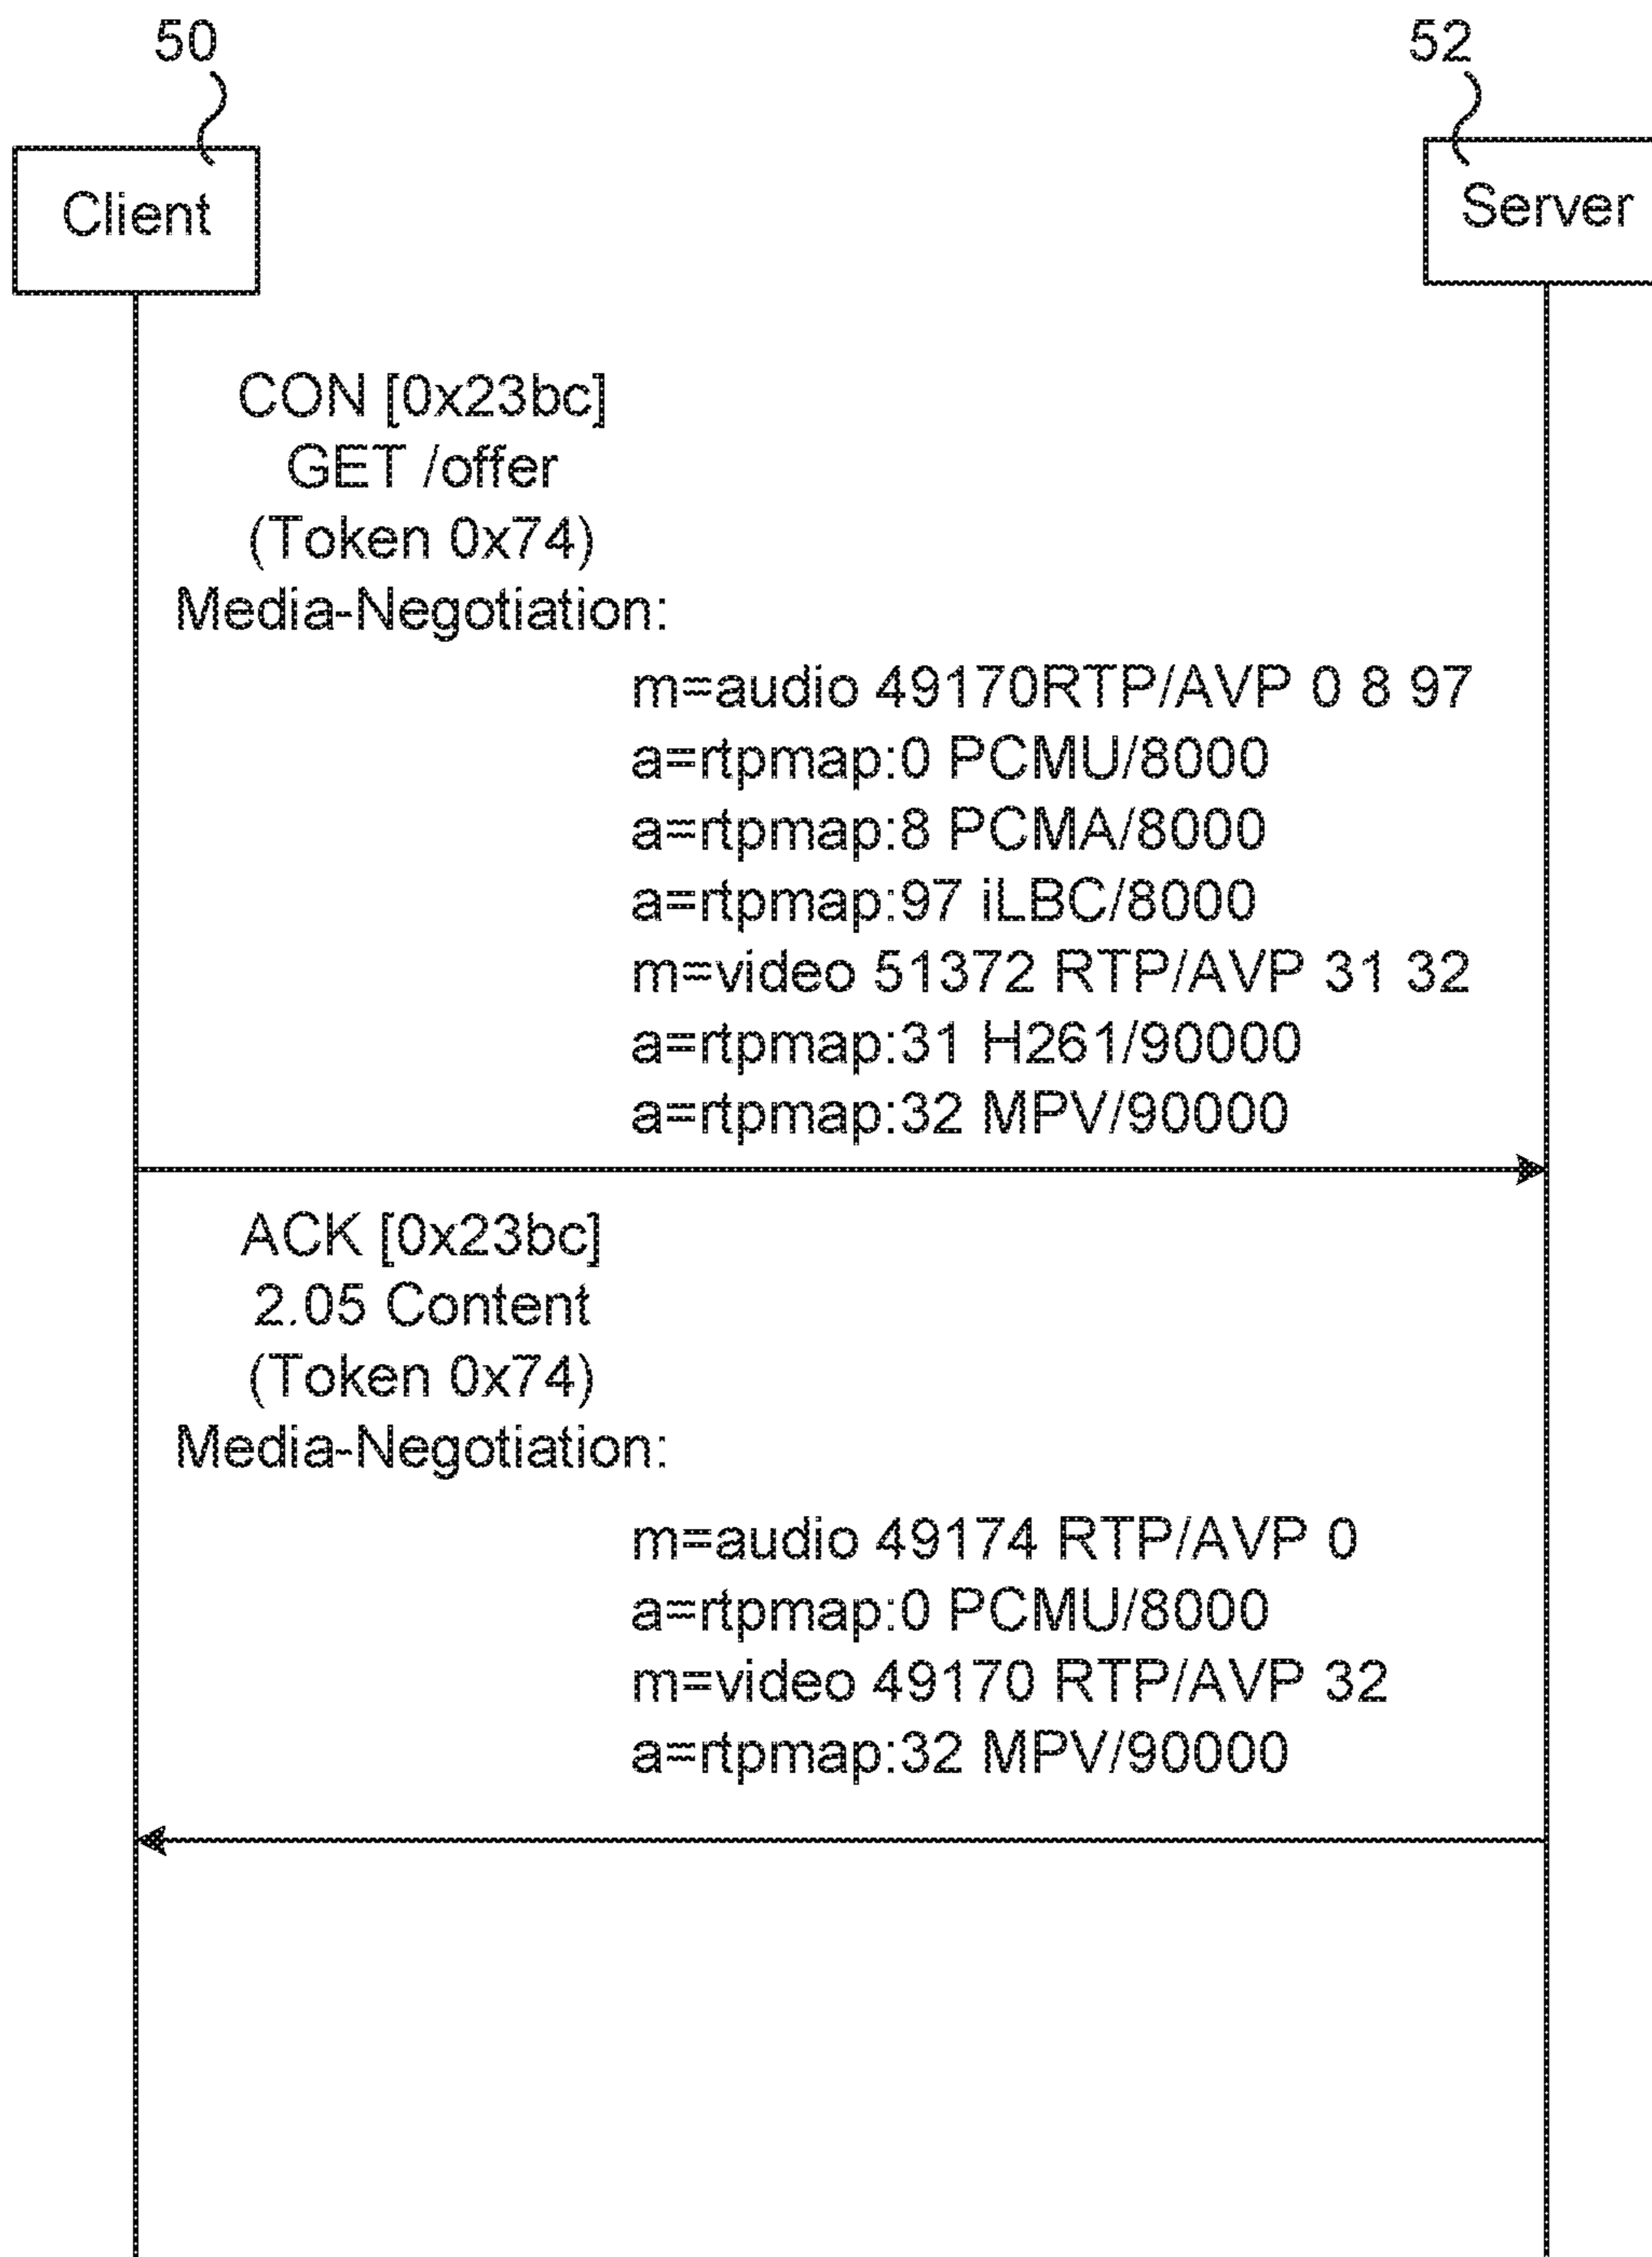 50
52
Client
Server
CON [0x23bc]
GET /offer
(Token 0x74)
Media-Negotiation:
m=audio 49170RTP/AVP 0 8 97
a=rtpmap:0 PCMU/8000
a=rtpmap:8 PCMA/8000
a=rtpmap:97 iLBC/8000
m=video 51372 RTP/AVP 31 32
a=rtpmap:31 H261/90000
a=rtpmap:32 MPV/90000
ACK [0x23bc]
2.05 Content
(Token 0x74)
Media-Negotiation:
m=audio 49174 RTP/AVP 0
a=rtpmap:0 PCMU/8000
m=video 49170 RTP/AVP 32
a=rtpmap:32 MPV/90000